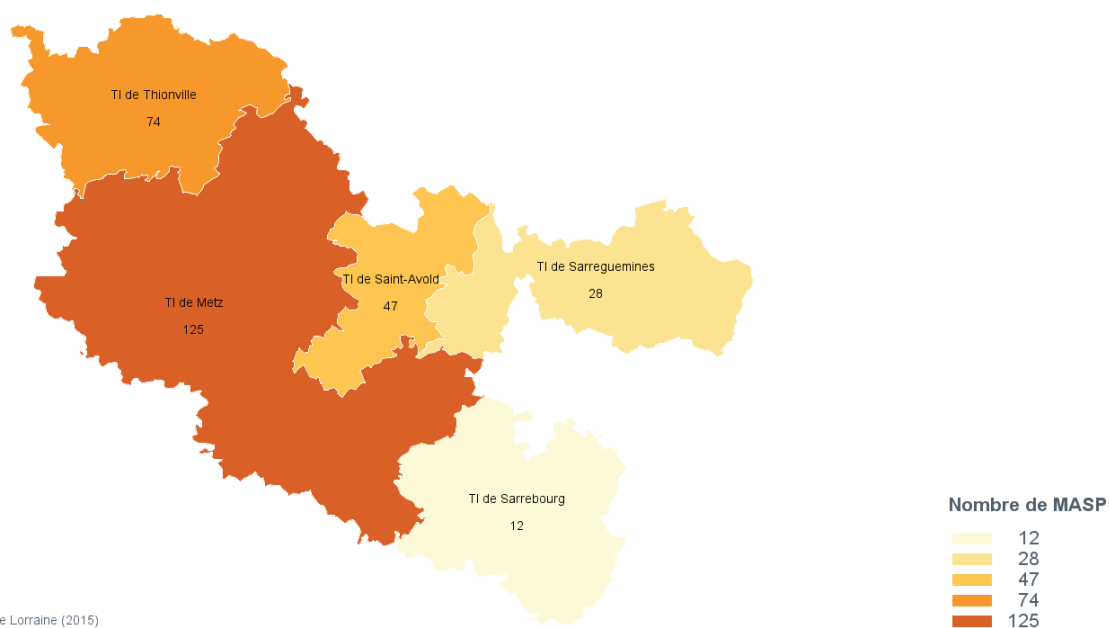 TI de Thionville
74
TI de Sarreguemines
28
TI de Saint-Avold
47
TI de Metz
125
TI de Sarrebourg
12
Nombre de MASP
12
28
47
74
125
e Lorraine (2015)